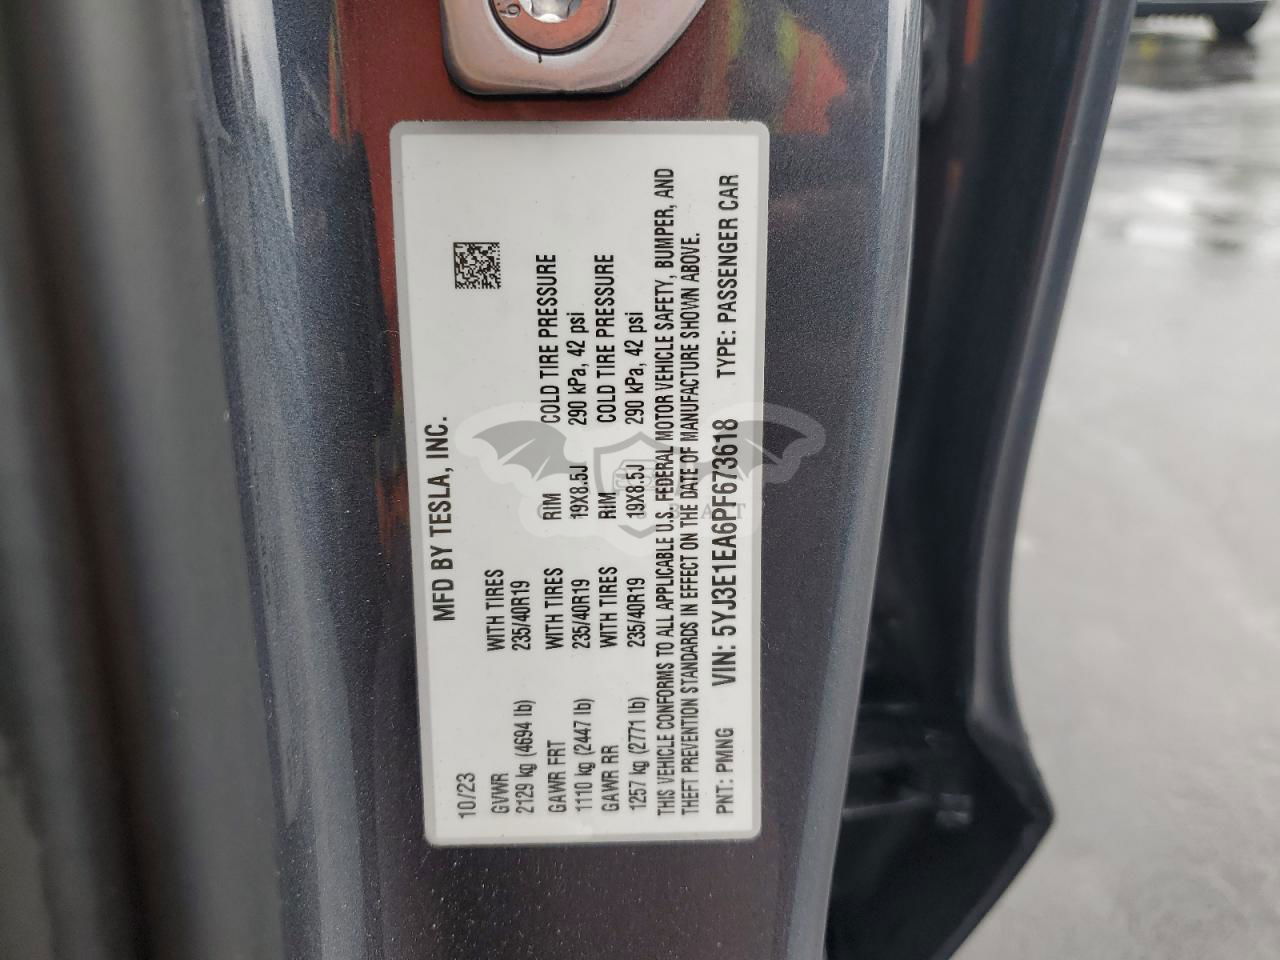 MFD BY TESLA, INC.
10/23
GVWR WITH TIRES
2129 kg (4694 lb) 235/40R19
GAWR FRT WITH TIRES RIM COLD TIRE PRESSURE
1110 kg (2447 lb) 235/40R19 19X8.5J 290 kPa, 42 psi
GAWR RR WITH TIRES RIM COLD TIRE PRESSURE
1257 kg (2771 lb) 235/40R19 19X8.5J 290 kPa, 42 psi
THIS VEHICLE CONFORMS TO ALL APPLICABLE U.S. FEDERAL MOTOR VEHICLE SAFETY, BUMPER, AND
THEFT PREVENTION STANDARDS IN EFFECT ON THE DATE OF MANUFACTURE SHOWN ABOVE.
PNT: PMNG VIN: 5YJ3E1EA6PF673618 TYPE: PASSENGER CAR